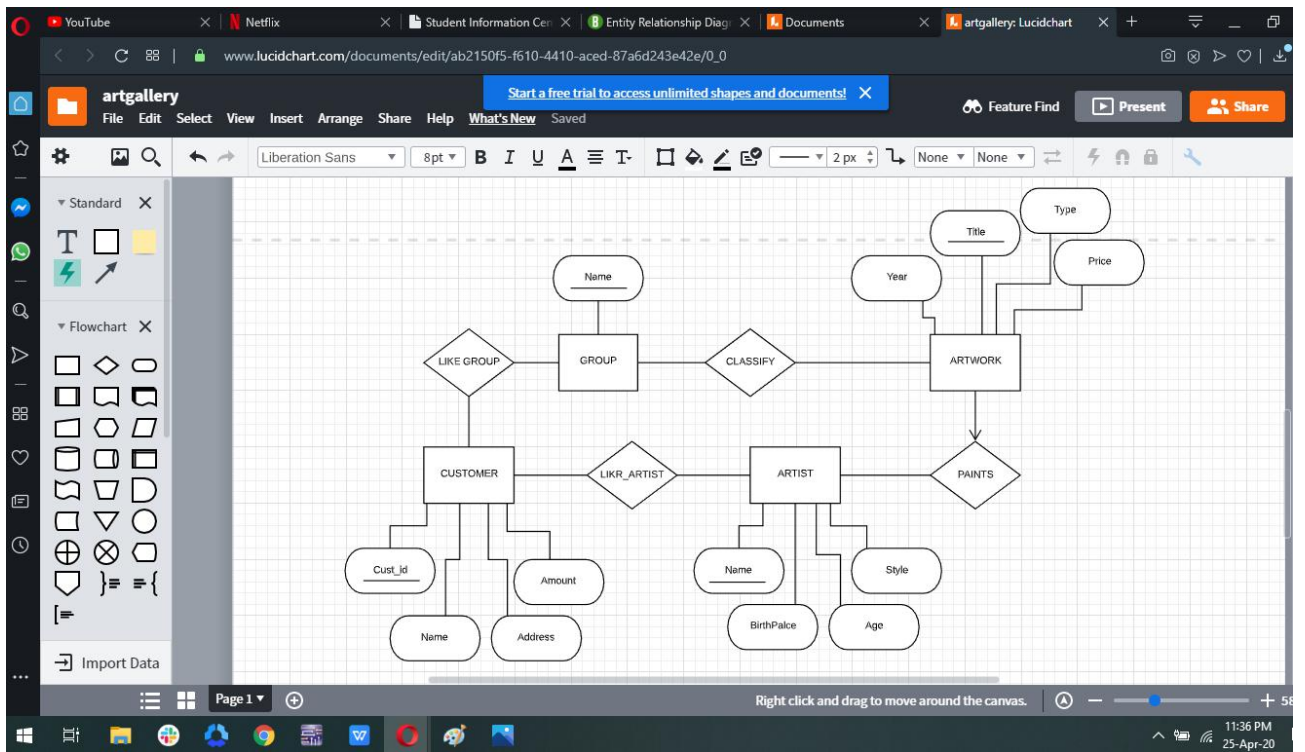 YouTube
Netflix
Student Information Cen
Entity Relationship Diagr
Documents
artgallery: Lucidchart
www.lucidchart.com/documents/edit/ab2150f5-f610-4410-aced-87a6d243e42e/0_0
Start a free trial to access unlimited shapes and documents!
artgallery
File Edit Select View Insert Arrange Share Help What's New Saved
Feature Find
Present
Share
Liberation Sans
8pt
B I U A T
2 px
None
None
Standard
T
Flowchart
Import Data
Type
Title
Price
Year
Name
LIKE GROUP
GROUP
CLASSIFY
ARTWORK
CUSTOMER
LIKR_ARTIST
ARTIST
PAINTS
Cust_id
Amount
Name
Style
Name
Address
BirthPalce
Age
Page 1
Right click and drag to move around the canvas.
58
11:36 PM
25-Apr-20